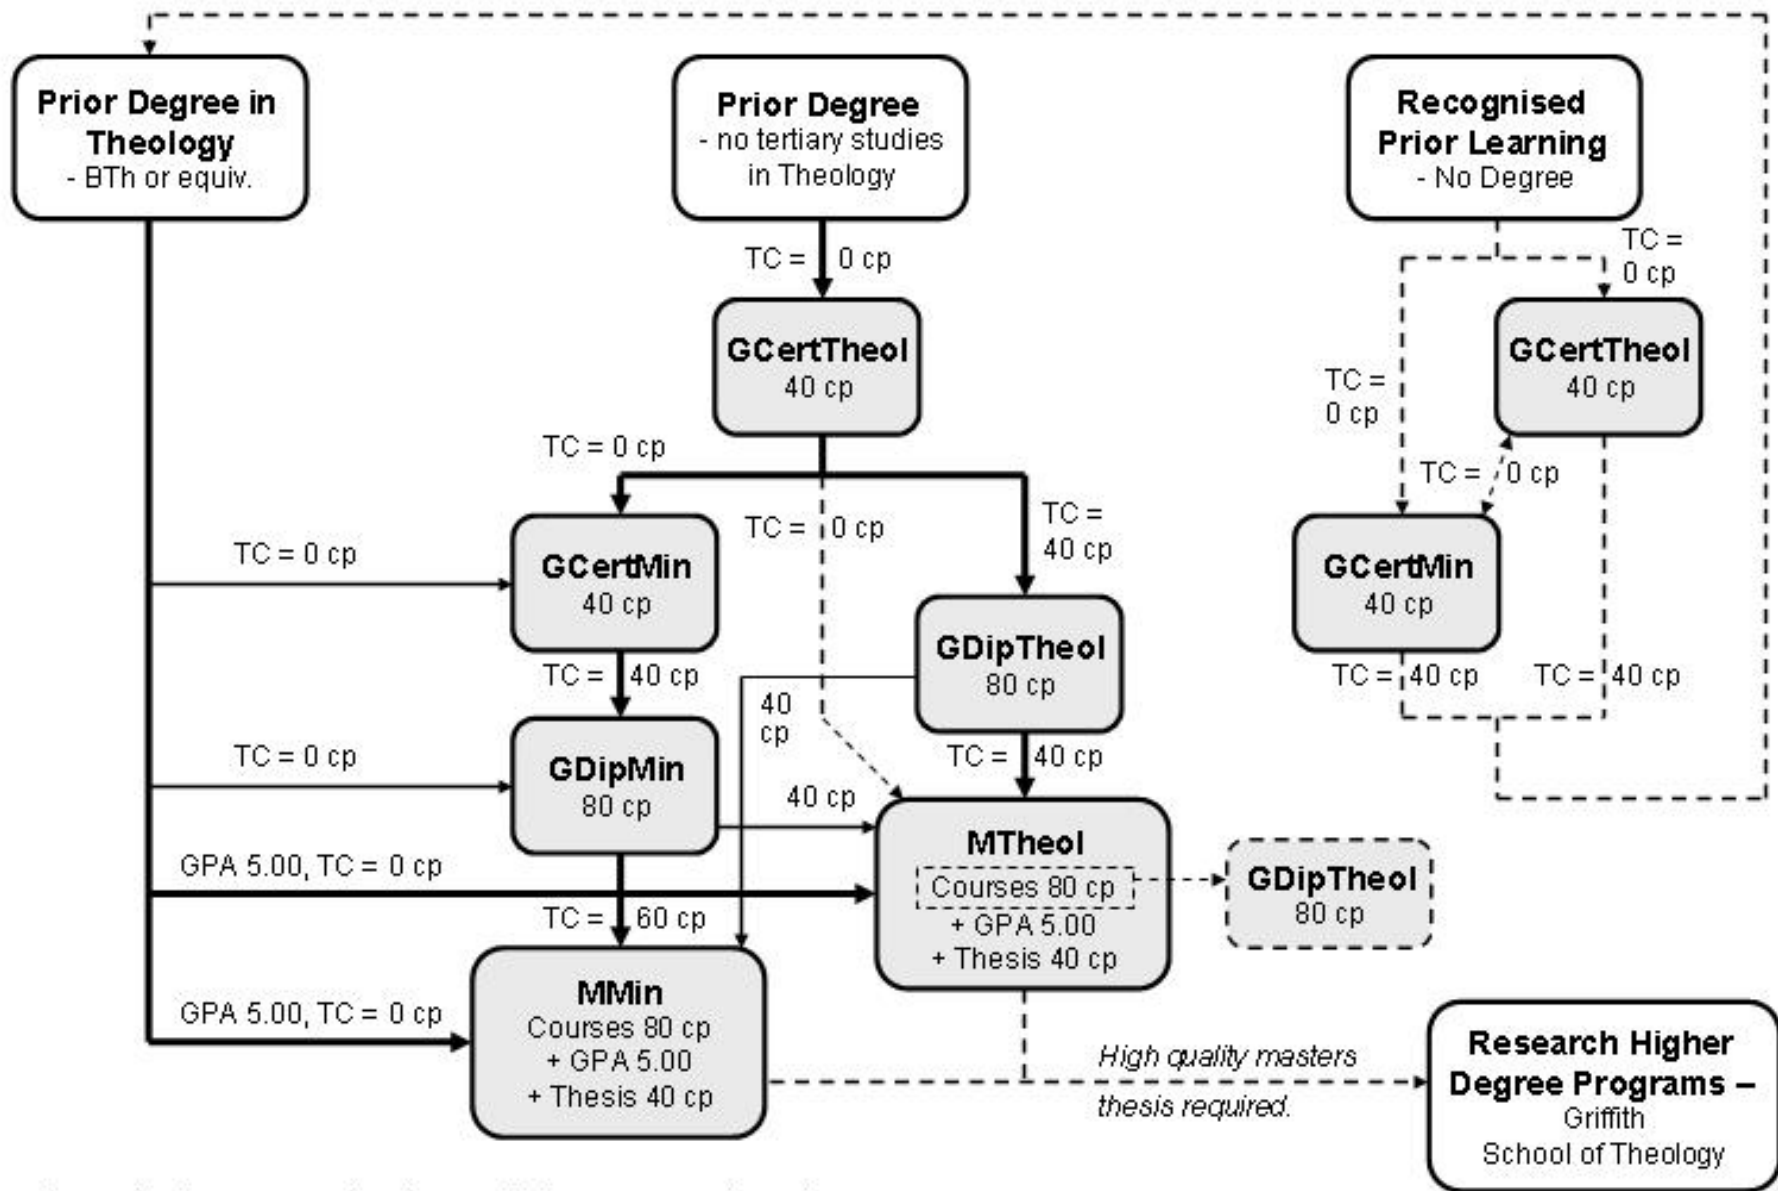 Prior Degree in
Theology
- BTh or equiv.
Prior Degree
- no tertiary studies
in Theology
Recognised
Prior Learning
- No Degree
TC = 0 cp
TC =
0 cp
GCertTheol
40 cp
GCertTheol
40 cp
TC =
0 cp
TC = 0 cp
TC = 0 cp
TC = 0 cp
TC =
40 cp
TC = 0 cp
GCertMin
40 cp
GCertMin
40 cp
GDipTheol
80 cp
TC = 40 cp
TC = 40 cp
TC = 40 cp
40
cp
TC = 0 cp
GDipMin
80 cp
TC = 40 cp
40 cp
MTheol
Courses 80 cp
+ GPA 5.00
+ Thesis 40 cp
GDipTheol
80 cp
GPA 5.00, TC = 0 cp
TC = 60 cp
MMin
Courses 80 cp
+ GPA 5.00
+ Thesis 40 cp
GPA 5.00, TC = 0 cp
High quality masters
thesis required.
Research Higher
Degree Programs –
Griffith
School of Theology